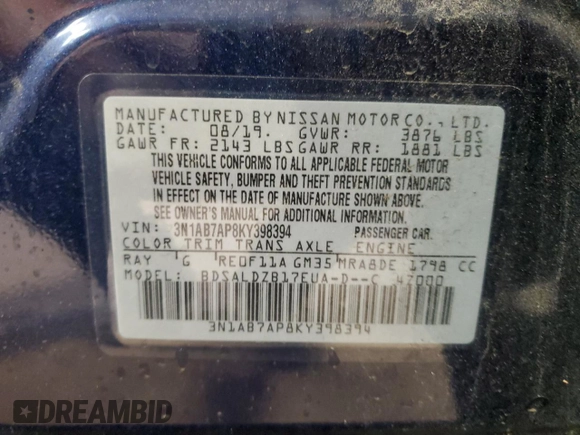 MANUFACTURED BY NISSAN MOTOR CO., LTD.
DATE: 08/19. GVWR: 3876 LBS
GAWR FR: 2143 LBS GAWR RR: 1881 LBS
THIS VEHICLE CONFORMS TO ALL APPLICABLE FEDERAL MOTOR
VEHICLE SAFETY, BUMPER AND THEFT PREVENTION STANDARDS
IN EFFECT ON THE DATE OF MANUFACTURE SHOWN ABOVE.
SEE OWNER'S MANUAL FOR ADDITIONAL INFORMATION.
VIN: 3N1AB7AP8KY398394 PASSENGER CAR.
COLOR TRIM TRANS AXLE ENGINE
RAY G RE0F11A GM35 MRA8DE 1798 CC
MODEL: BDSALDZB17EUA-D--C 47000
3N1AB7AP8KY398394
DREAMBID